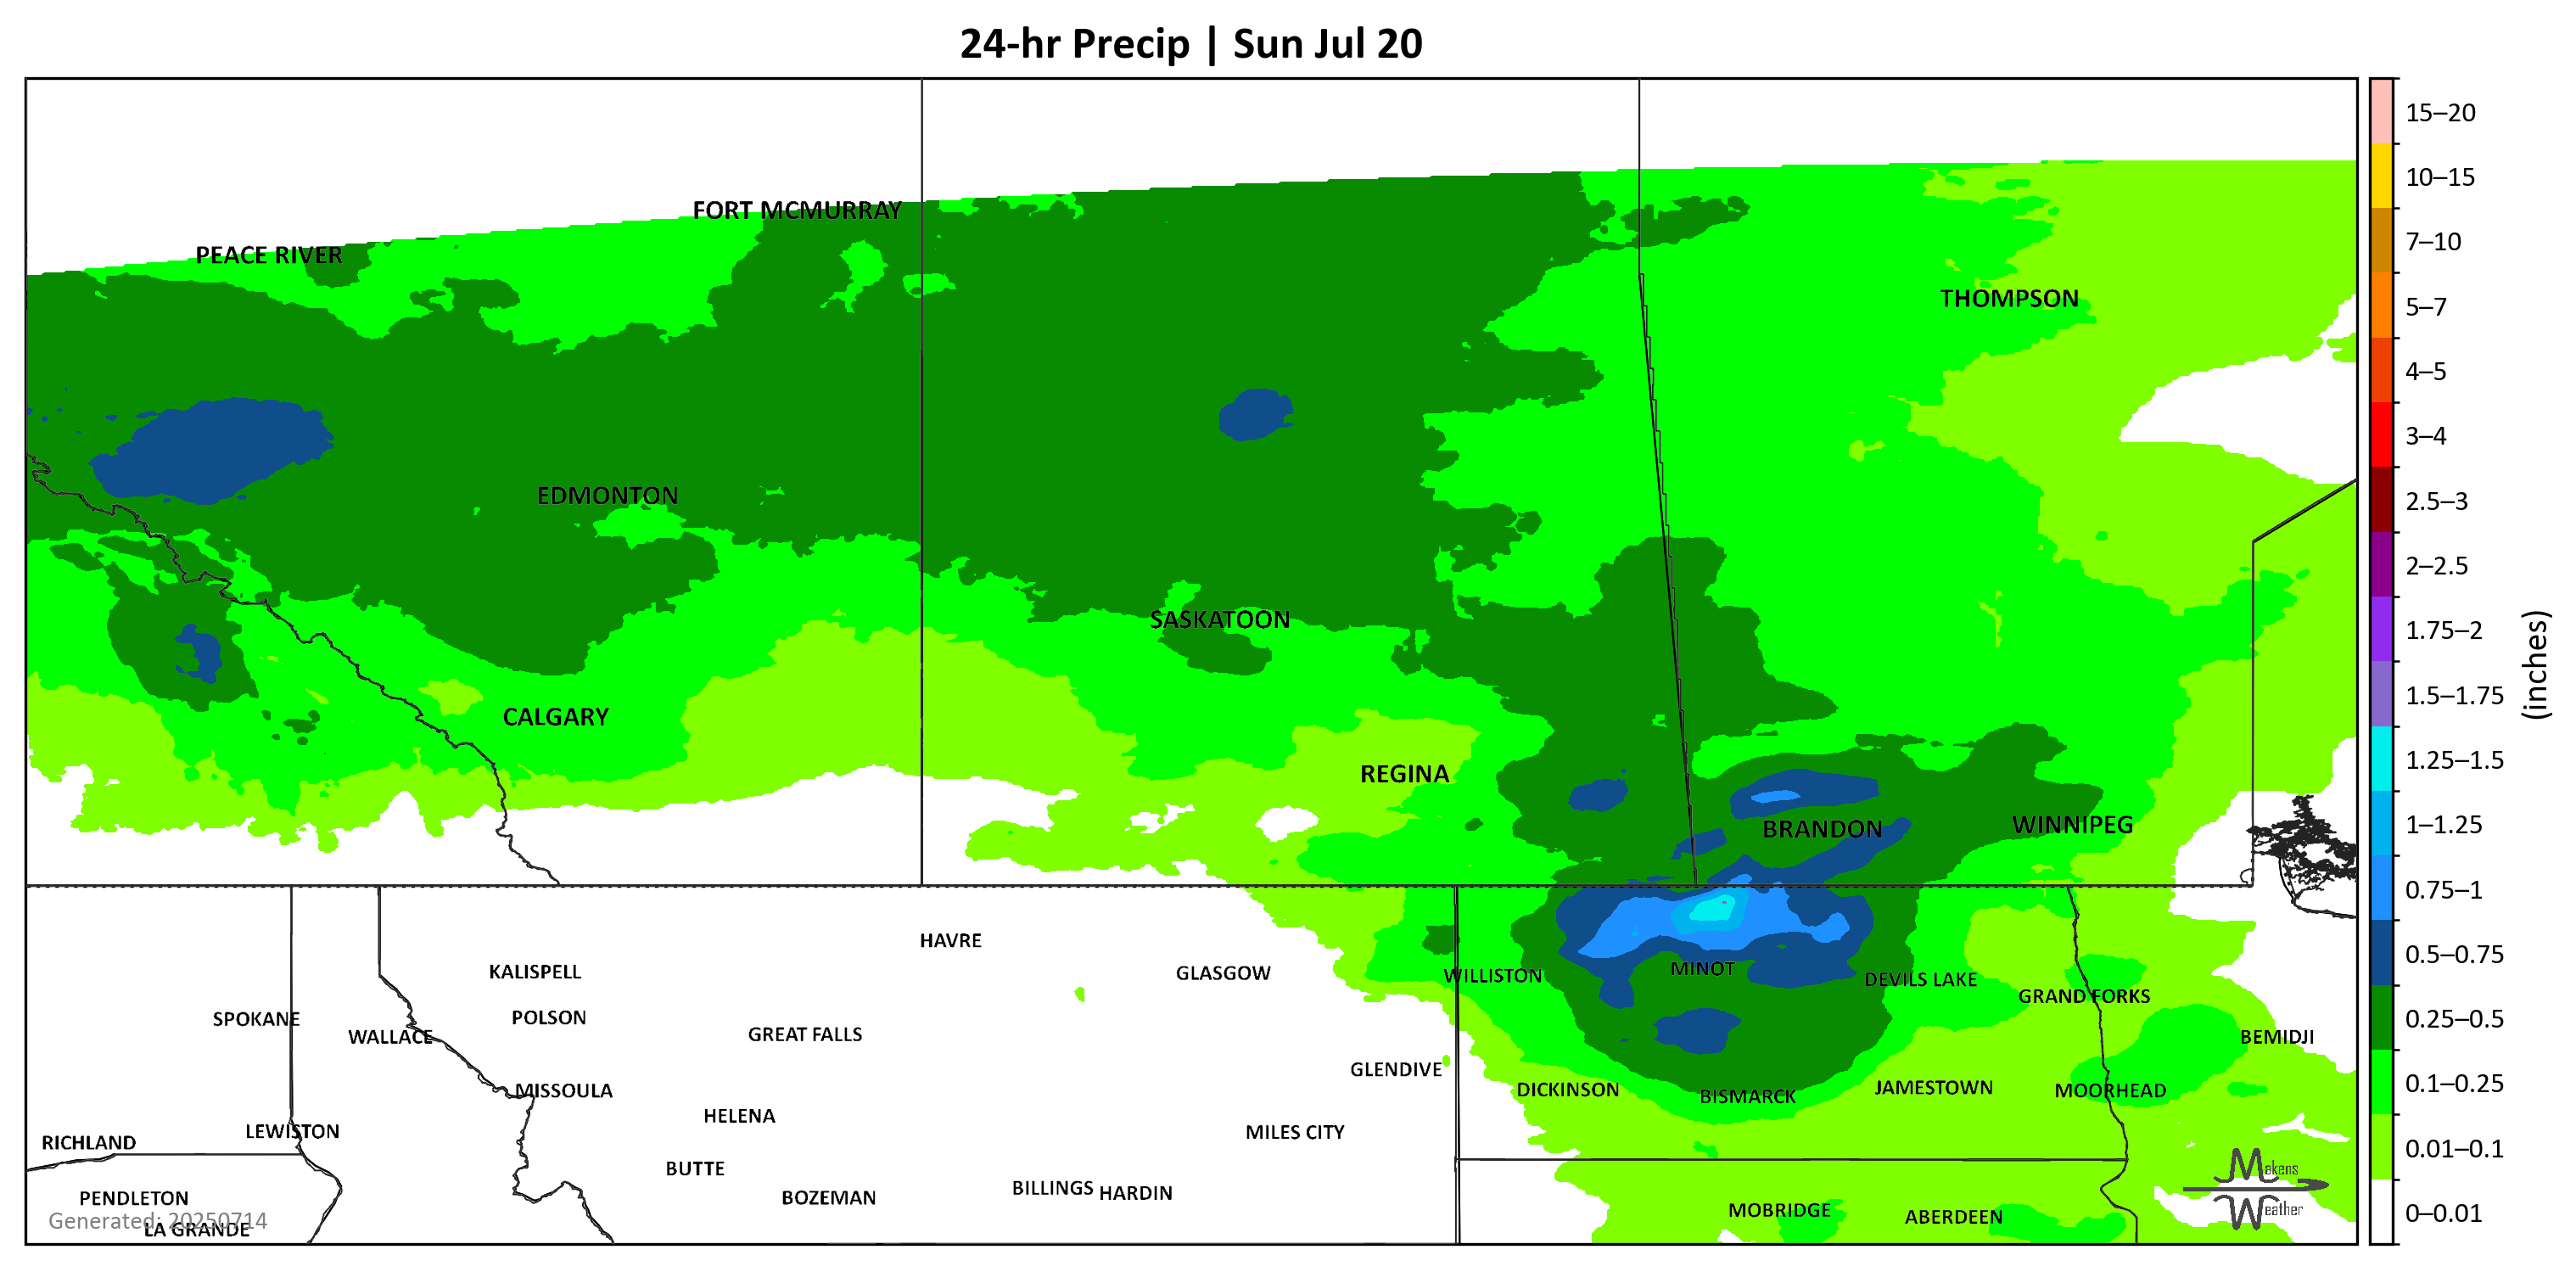 24-hr Precip | Sun Jul 20
FORT MCMURRAY
PEACE RIVER
THOMPSON
EDMONTON
SASKATOON
CALGARY
REGINA
BRANDON
WINNIPEG
HAVRE
KALISPELL
GLASGOW
WILLISTON
MINOT
DEVILS LAKE
GRAND FORKS
SPOKANE
POLSON
WALLACE
GREAT FALLS
BEMIDJI
GLENDIVE
MISSOULA
DICKINSON
BISMARCK
JAMESTOWN
MOORHEAD
HELENA
LEWISTON
MILES CITY
RICHLAND
BUTTE
BILLINGS
HARDIN
PENDLETON
BOZEMAN
MOBRIDGE
ABERDEEN
Generated: 20250714
LA GRANDE
Makens
Weather
15–20
10–15
7–10
5–7
4–5
3–4
2.5–3
2–2.5
1.75–2
1.5–1.75
1.25–1.5
1–1.25
0.75–1
0.5–0.75
0.25–0.5
0.1–0.25
0.01–0.1
0–0.01
(inches)